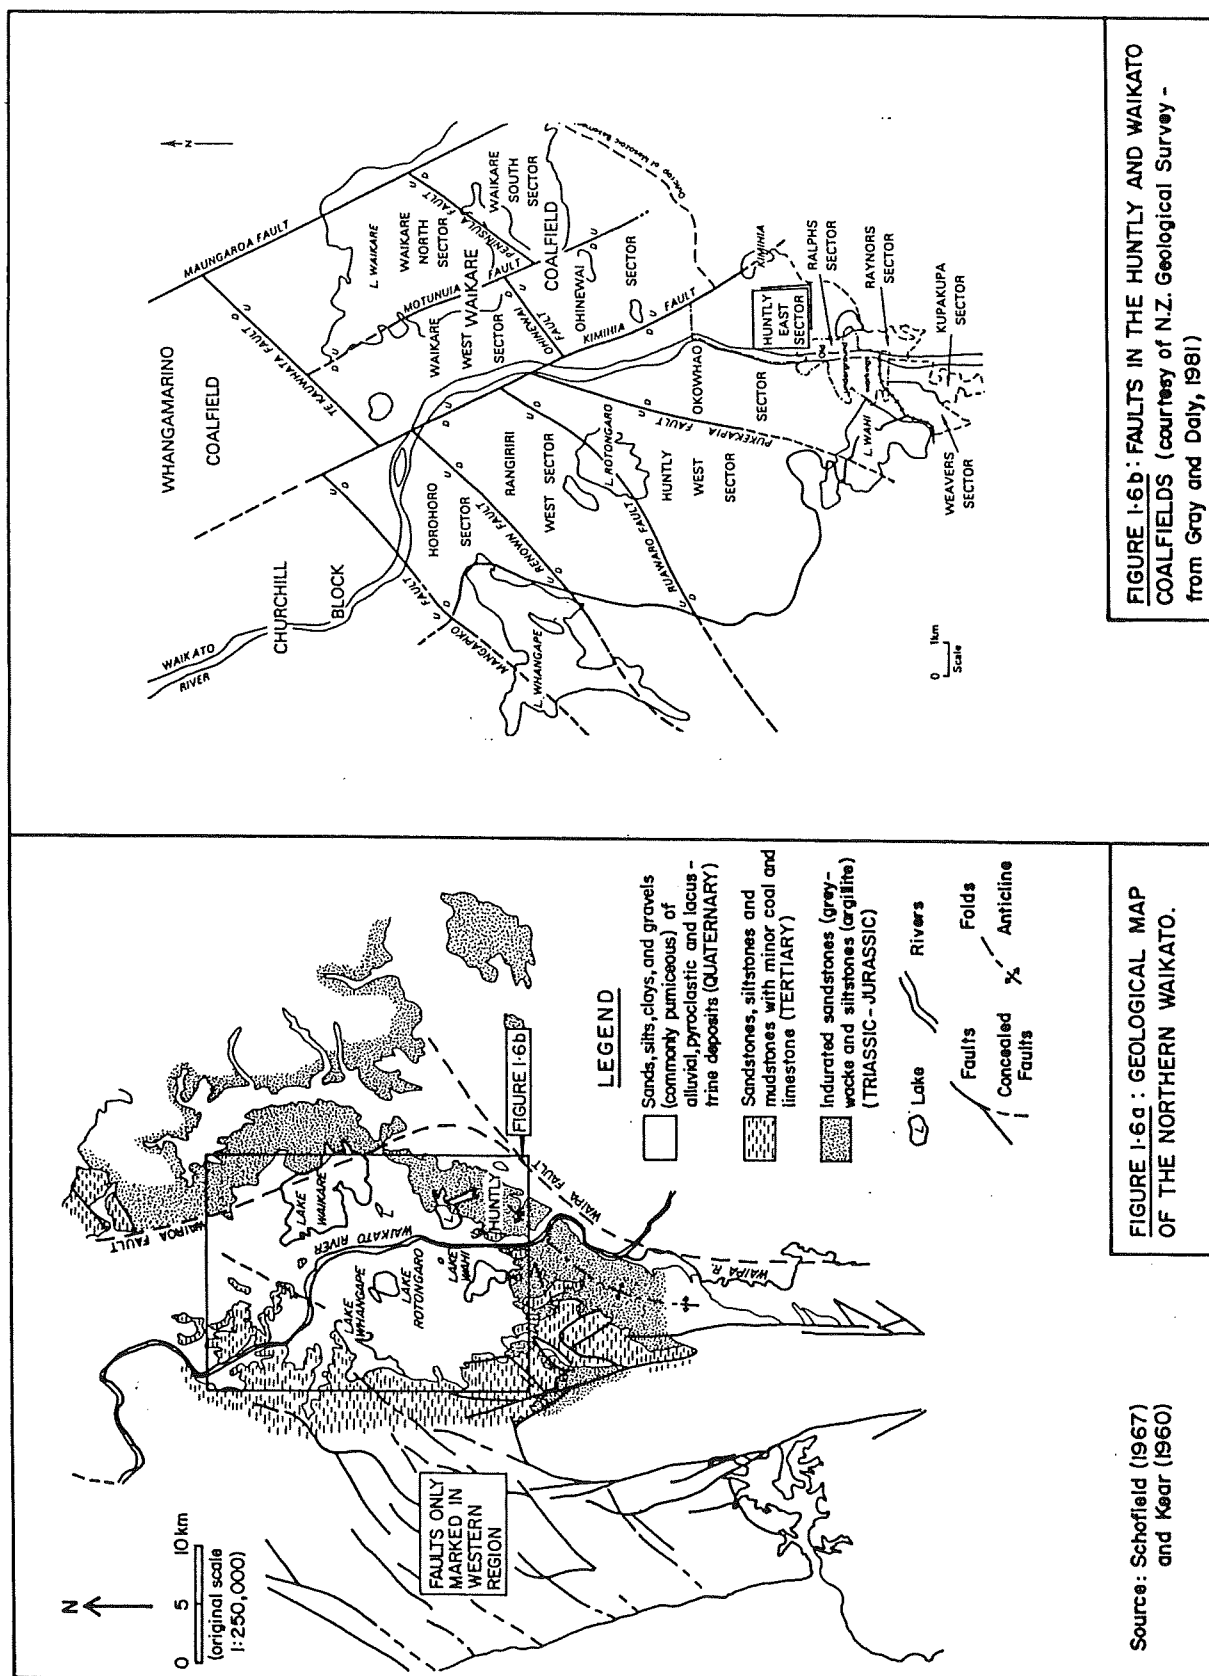 N
0 5 10 km
(original scale
1:250,000)
FAULTS ONLY
MARKED IN
WESTERN
REGION
WAIROA FAULT
LAKE
WAIKARE
WAIKATO
RIVER
LAKE
WHANGAPE
LAKE
ROTONGARO
LAKE
WAHI
L.
HUNTLY
FIGURE 1·6b
WAIPA FAULT
WAIPA R.
LEGEND
Sands, silts, clays, and gravels
(commonly pumiceous) of
alluvial, pyroclastic and lacus-
trine deposits (QUATERNARY)
Sandstones, siltstones and
mudstones with minor coal and
limestone (TERTIARY)
Indurated sandstones (grey-
wacke and siltstones (argillite)
(TRIASSIC-JURASSIC)
L
Lake
Rivers
Faults
Folds
Concealed
Faults
Anticline
Source: Schofield (1967)
and Kear (1960)
FIGURE 1·6a : GEOLOGICAL MAP
OF THE NORTHERN WAIKATO.
N
WHANGAMARINO
COALFIELD
MAUNGAROA FAULT
WAIKATO
RIVER
CHURCHILL
BLOCK
TE KAUWHATA FAULT
L. WAIKARE
WAIKARE
NORTH
SECTOR
PENINSULA FAULT
WAIKARE
SOUTH
SECTOR
MOTUNUIA FAULT
WAIKARE
WEST
SECTOR
WAIKARE
COALFIELD
OHINEWAI
FAULT
OHINEWAI
SECTOR
Outcrop of Mesozoic Basement
HOROHORO
SECTOR
MANGAPIKO FAULT
L. WHANGAPE
RENOWN FAULT
RANGIRIRI
WEST SECTOR
L. ROTONGARO
RUAWARO FAULT
HUNTLY
WEST
SECTOR
PUKEKAPIA FAULT
KIMIHIA FAULT
OKOWHAO
SECTOR
L. KIMIHIA
HUNTLY
EAST
SECTOR
RALPHS
SECTOR
RAYNORS
SECTOR
L. WAHI
WEAVERS
SECTOR
KUPAKUPA
SECTOR
U
D
0 1km
Scale
FIGURE 1·6b : FAULTS IN THE HUNTLY AND WAIKATO
COALFIELDS (courtesy of N.Z. Geological Survey -
from Gray and Daly, 1981)